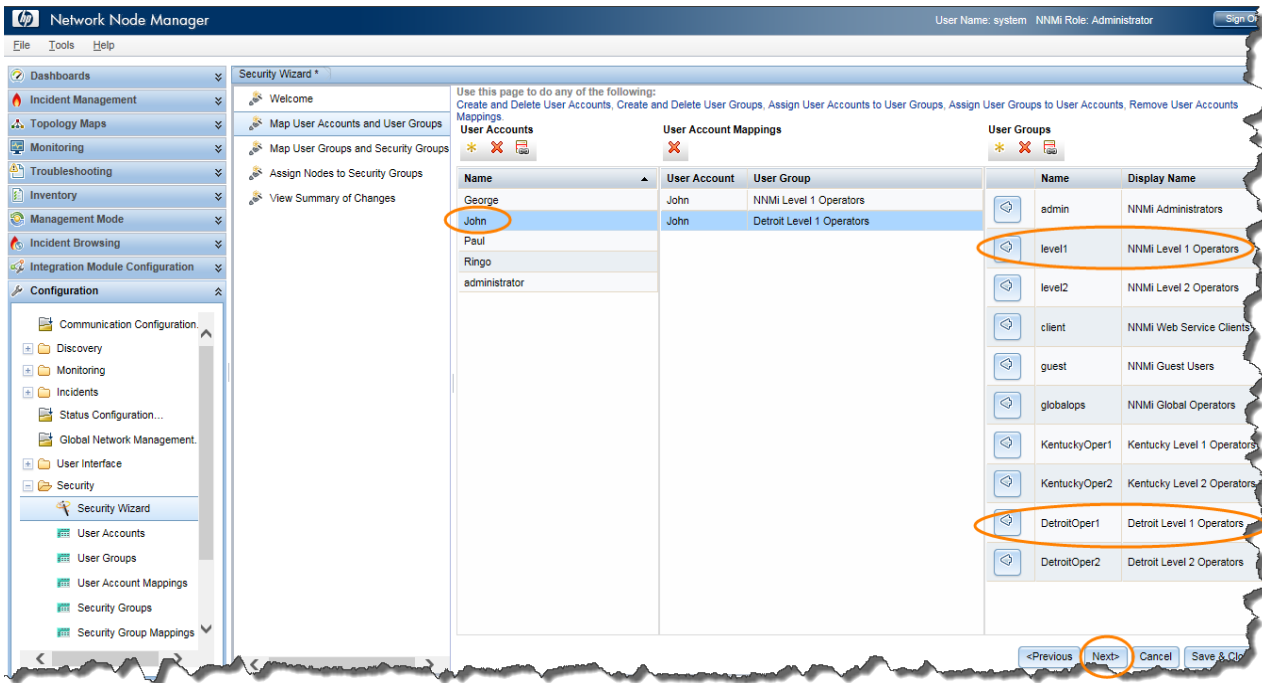 hp Network Node Manager
User Name: system NNMi Role: Administrator
Sign O
File Tools Help
Dashboards
Incident Management
Topology Maps
Monitoring
Troubleshooting
Inventory
Management Mode
Incident Browsing
Integration Module Configuration
Configuration
Communication Configuration.
Discovery
Monitoring
Incidents
Status Configuration...
Global Network Management.
User Interface
Security
Security Wizard
User Accounts
User Groups
User Account Mappings
Security Groups
Security Group Mappings
Security Wizard *
Welcome
Map User Accounts and User Groups
Map User Groups and Security Groups
Assign Nodes to Security Groups
View Summary of Changes
Use this page to do any of the following:
Create and Delete User Accounts, Create and Delete User Groups, Assign User Accounts to User Groups, Assign User Groups to User Accounts, Remove User Accounts
Mappings.
User Accounts
Name
George
John
Paul
Ringo
administrator
User Account Mappings
User Account User Group
John NNMi Level 1 Operators
John Detroit Level 1 Operators
User Groups
Name Display Name
admin NNMi Administrators
level1 NNMi Level 1 Operators
level2 NNMi Level 2 Operators
client NNMi Web Service Clients
guest NNMi Guest Users
globalops NNMi Global Operators
KentuckyOper1 Kentucky Level 1 Operators
KentuckyOper2 Kentucky Level 2 Operators
DetroitOper1 Detroit Level 1 Operators
DetroitOper2 Detroit Level 2 Operators
<Previous Next> Cancel Save & Clo